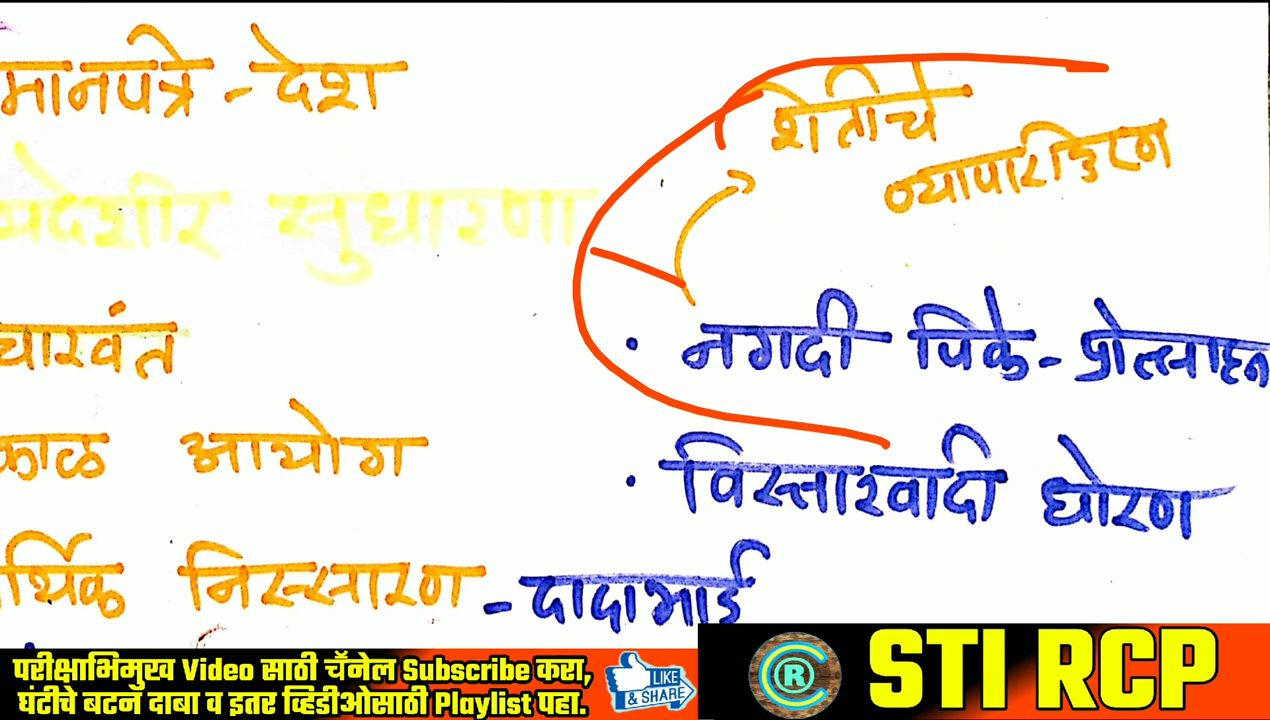 मानपत्रे - देश
शेतीचे
व्यापारीकरण
यदेशीर सुधारणा
चारवंत
• नगदी पिके - प्रोत्साहन
काळ आयोग
• विस्तारवादी धोरण
र्थिक निस्सारण - दादाभाई
परीक्षाभिमुख Video साठी चॅनेल Subscribe करा,
घंटीचे बटन दाबा व इतर व्हिडीओसाठी Playlist पहा.
LIKE
& SHARE
R
STI RCP